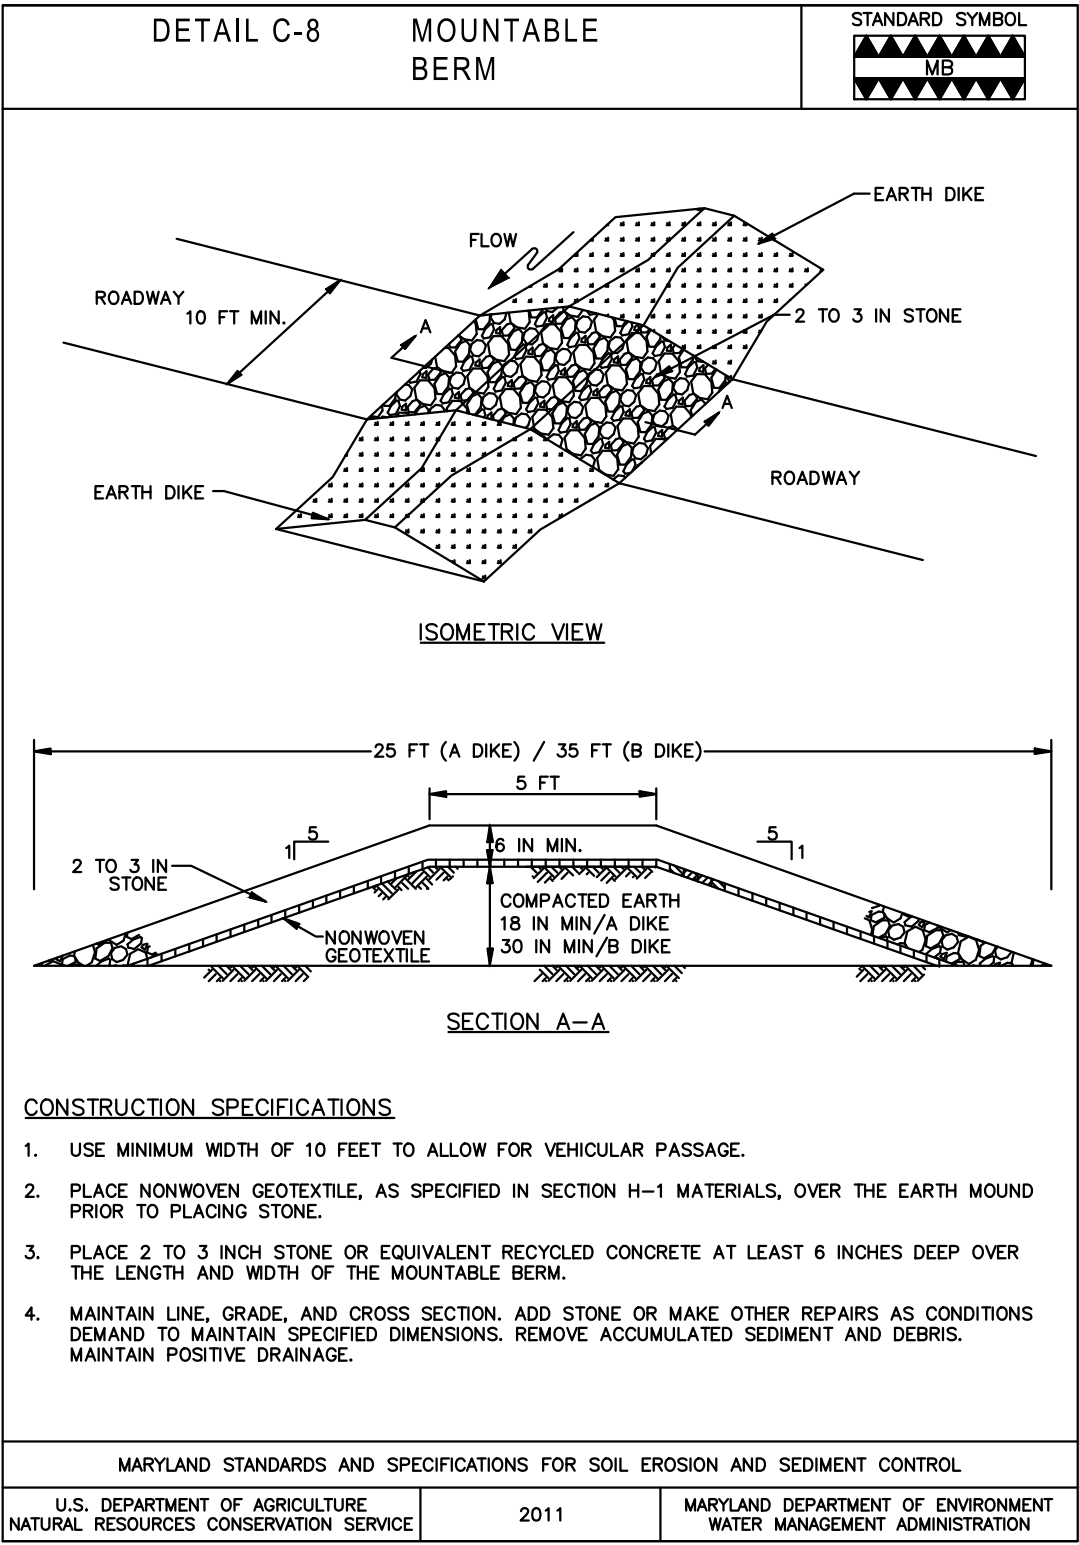 DETAIL C-8 MOUNTABLE
BERM
STANDARD SYMBOL
MB
EARTH DIKE
FLOW
ROADWAY
10 FT MIN.
A
2 TO 3 IN STONE
A
ROADWAY
EARTH DIKE
ISOMETRIC VIEW
25 FT (A DIKE) / 35 FT (B DIKE)
5 FT
5
1
5
1
6 IN MIN.
2 TO 3 IN
STONE
COMPACTED EARTH
18 IN MIN/A DIKE
30 IN MIN/B DIKE
NONWOVEN
GEOTEXTILE
SECTION A-A
CONSTRUCTION SPECIFICATIONS
1. USE MINIMUM WIDTH OF 10 FEET TO ALLOW FOR VEHICULAR PASSAGE.
2. PLACE NONWOVEN GEOTEXTILE, AS SPECIFIED IN SECTION H-1 MATERIALS, OVER THE EARTH MOUND
PRIOR TO PLACING STONE.
3. PLACE 2 TO 3 INCH STONE OR EQUIVALENT RECYCLED CONCRETE AT LEAST 6 INCHES DEEP OVER
THE LENGTH AND WIDTH OF THE MOUNTABLE BERM.
4. MAINTAIN LINE, GRADE, AND CROSS SECTION. ADD STONE OR MAKE OTHER REPAIRS AS CONDITIONS
DEMAND TO MAINTAIN SPECIFIED DIMENSIONS. REMOVE ACCUMULATED SEDIMENT AND DEBRIS.
MAINTAIN POSITIVE DRAINAGE.
MARYLAND STANDARDS AND SPECIFICATIONS FOR SOIL EROSION AND SEDIMENT CONTROL
U.S. DEPARTMENT OF AGRICULTURE
NATURAL RESOURCES CONSERVATION SERVICE
2011
MARYLAND DEPARTMENT OF ENVIRONMENT
WATER MANAGEMENT ADMINISTRATION